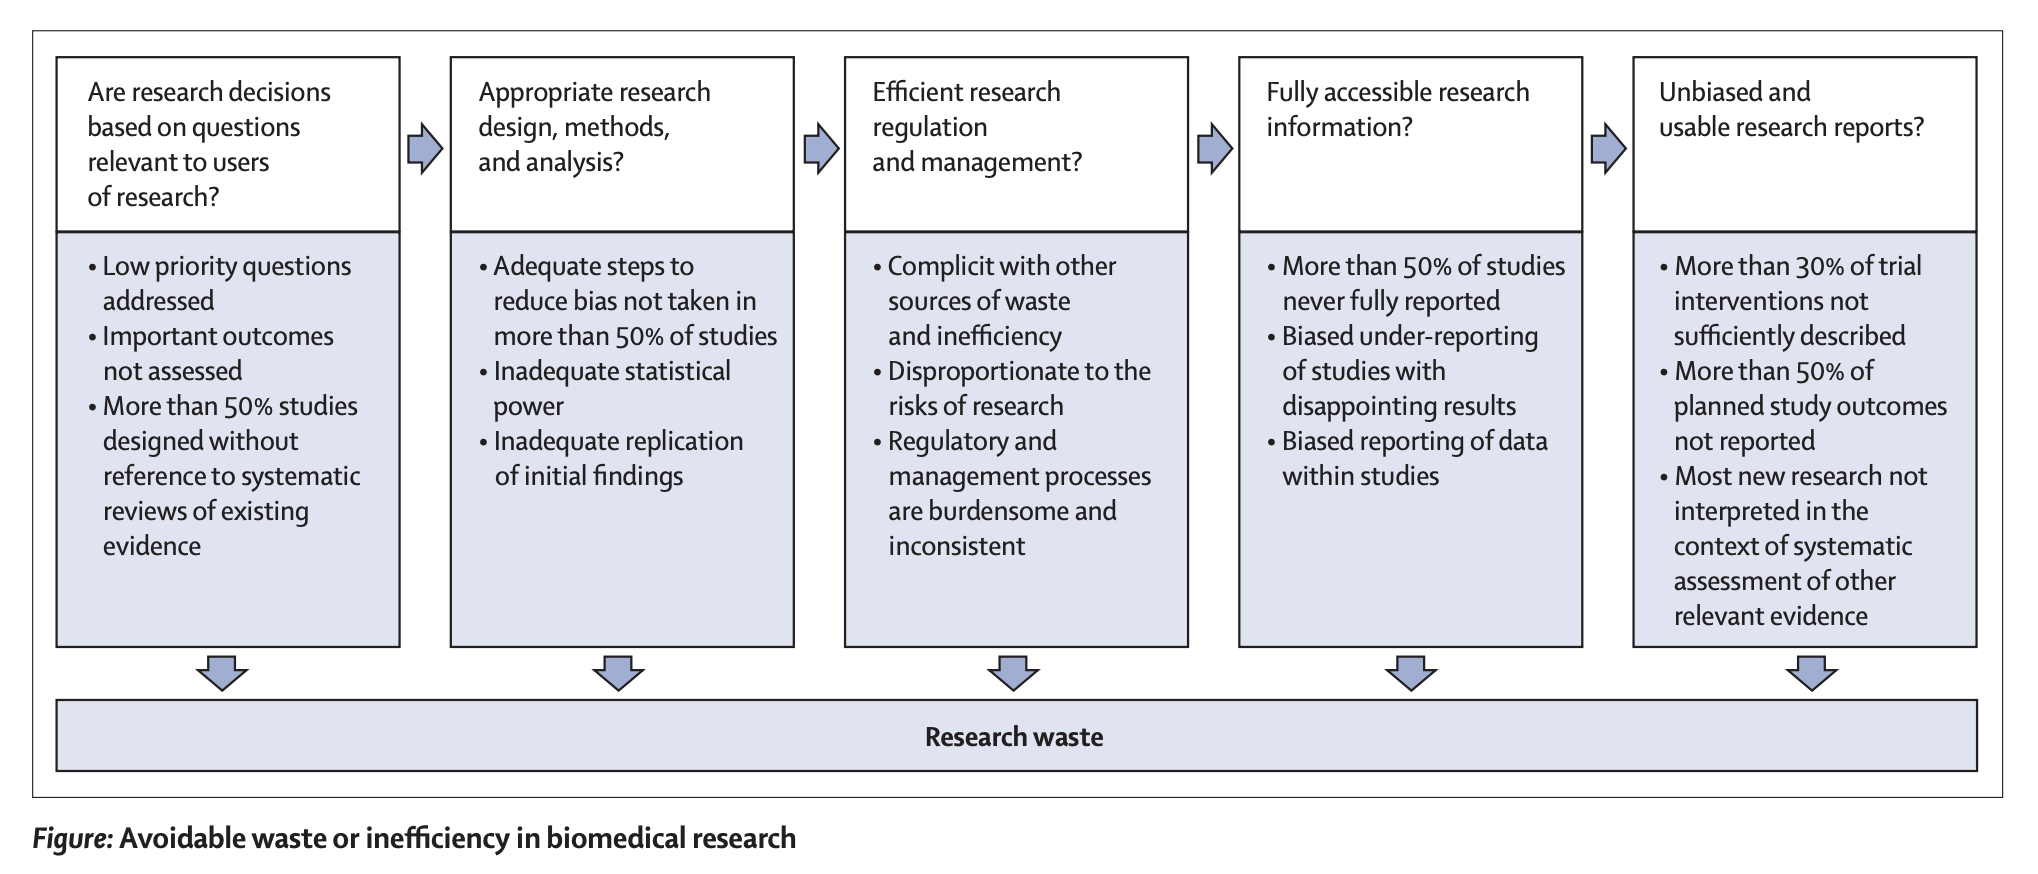 Are research decisions
based on questions
relevant to users
of research?
• Low priority questions
addressed
• Important outcomes
not assessed
• More than 50% studies
designed without
reference to systematic
reviews of existing
evidence
Appropriate research
design, methods,
and analysis?
• Adequate steps to
reduce bias not taken in
more than 50% of studies
• Inadequate statistical
power
• Inadequate replication
of initial findings
Efficient research
regulation
and management?
• Complicit with other
sources of waste
and inefficiency
• Disproportionate to the
risks of research
• Regulatory and
management processes
are burdensome and
inconsistent
Fully accessible research
information?
• More than 50% of studies
never fully reported
• Biased under-reporting
of studies with
disappointing results
• Biased reporting of data
within studies
Unbiased and
usable research reports?
• More than 30% of trial
interventions not
sufficiently described
• More than 50% of
planned study outcomes
not reported
• Most new research not
interpreted in the
context of systematic
assessment of other
relevant evidence
Research waste
Figure: Avoidable waste or inefficiency in biomedical research